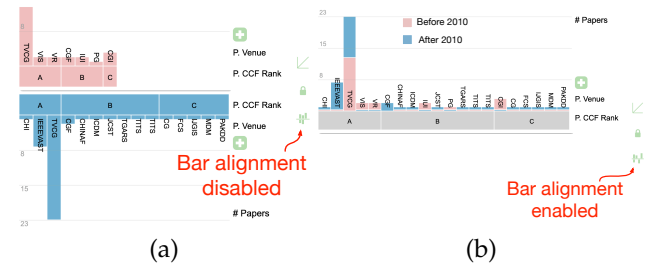 8
TVCG
VIS
VR
CGF
IUI
PG
CGI
P. Venue
A
B
C
P. CCF Rank
A
B
C
P. CCF Rank
CHI
IEEEVAST
TVCG
CGF
CHINAF
ICDM
JCST
TGARS
TITS
TITS
CG
FCS
IJGIS
MDM
PAKDD
P. Venue
8
15
23
# Papers
Bar alignment
disabled
(a)
23
15
8
Before 2010
After 2010
# Papers
CHI
IEEEVAST
TVCG
VIS
VR
CGF
CHINAF
ICDM
IUI
JCST
PG
TGARS
TITS
TITS
CGI
CG
FCS
IJGIS
MDM
PAKDD
P. Venue
A
B
C
P. CCF Rank
Bar alignment
enabled
(b)